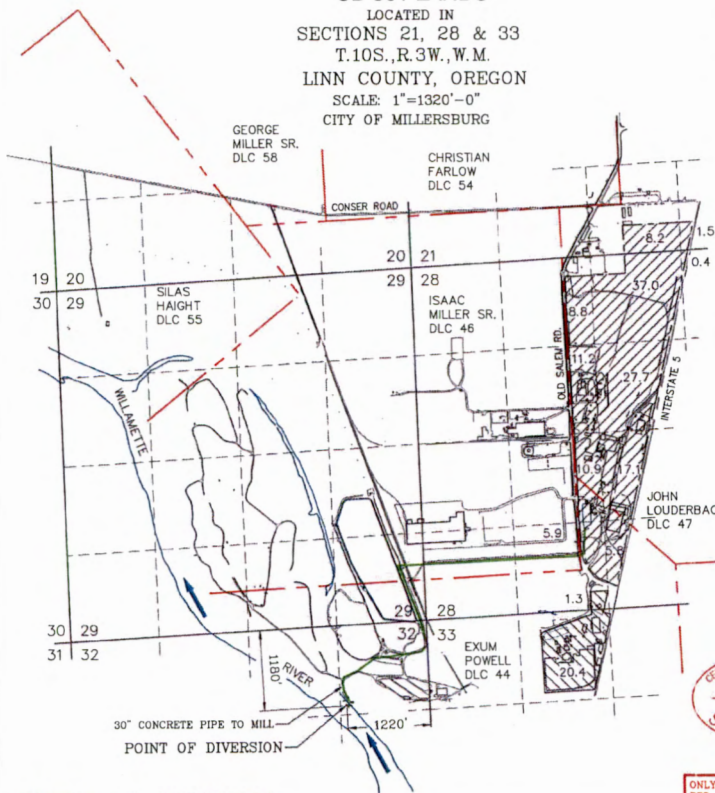 LOCATED IN
SECTIONS 21, 28 & 33
T.10S.,R.3W.,W.M.
LINN COUNTY, OREGON
SCALE: 1"=1320'-0"
CITY OF MILLERSBURG
GEORGE
MILLER SR.
DLC 58
CHRISTIAN
FARLOW
DLC 54
CONSER ROAD
8.2
1.5
0.4
20 21
29 28
19 20
30 29
37.0
SILAS
HAIGHT
DLC 55
ISAAC
MILLER SR.
DLC 46
8.8
OLD SALEM RD.
11.2
27.7
INTERSTATE 5
WILLAMETTE
10.9
17.1
JOHN
DLC 47
5.9
5.6
1.3
29 28
32 33
30 29
31 32
1180'
RIVER
EXUM
POWELL
DLC 44
20.4
30" CONCRETE PIPE TO MILL
1220'
POINT OF DIVERSION
ONLY